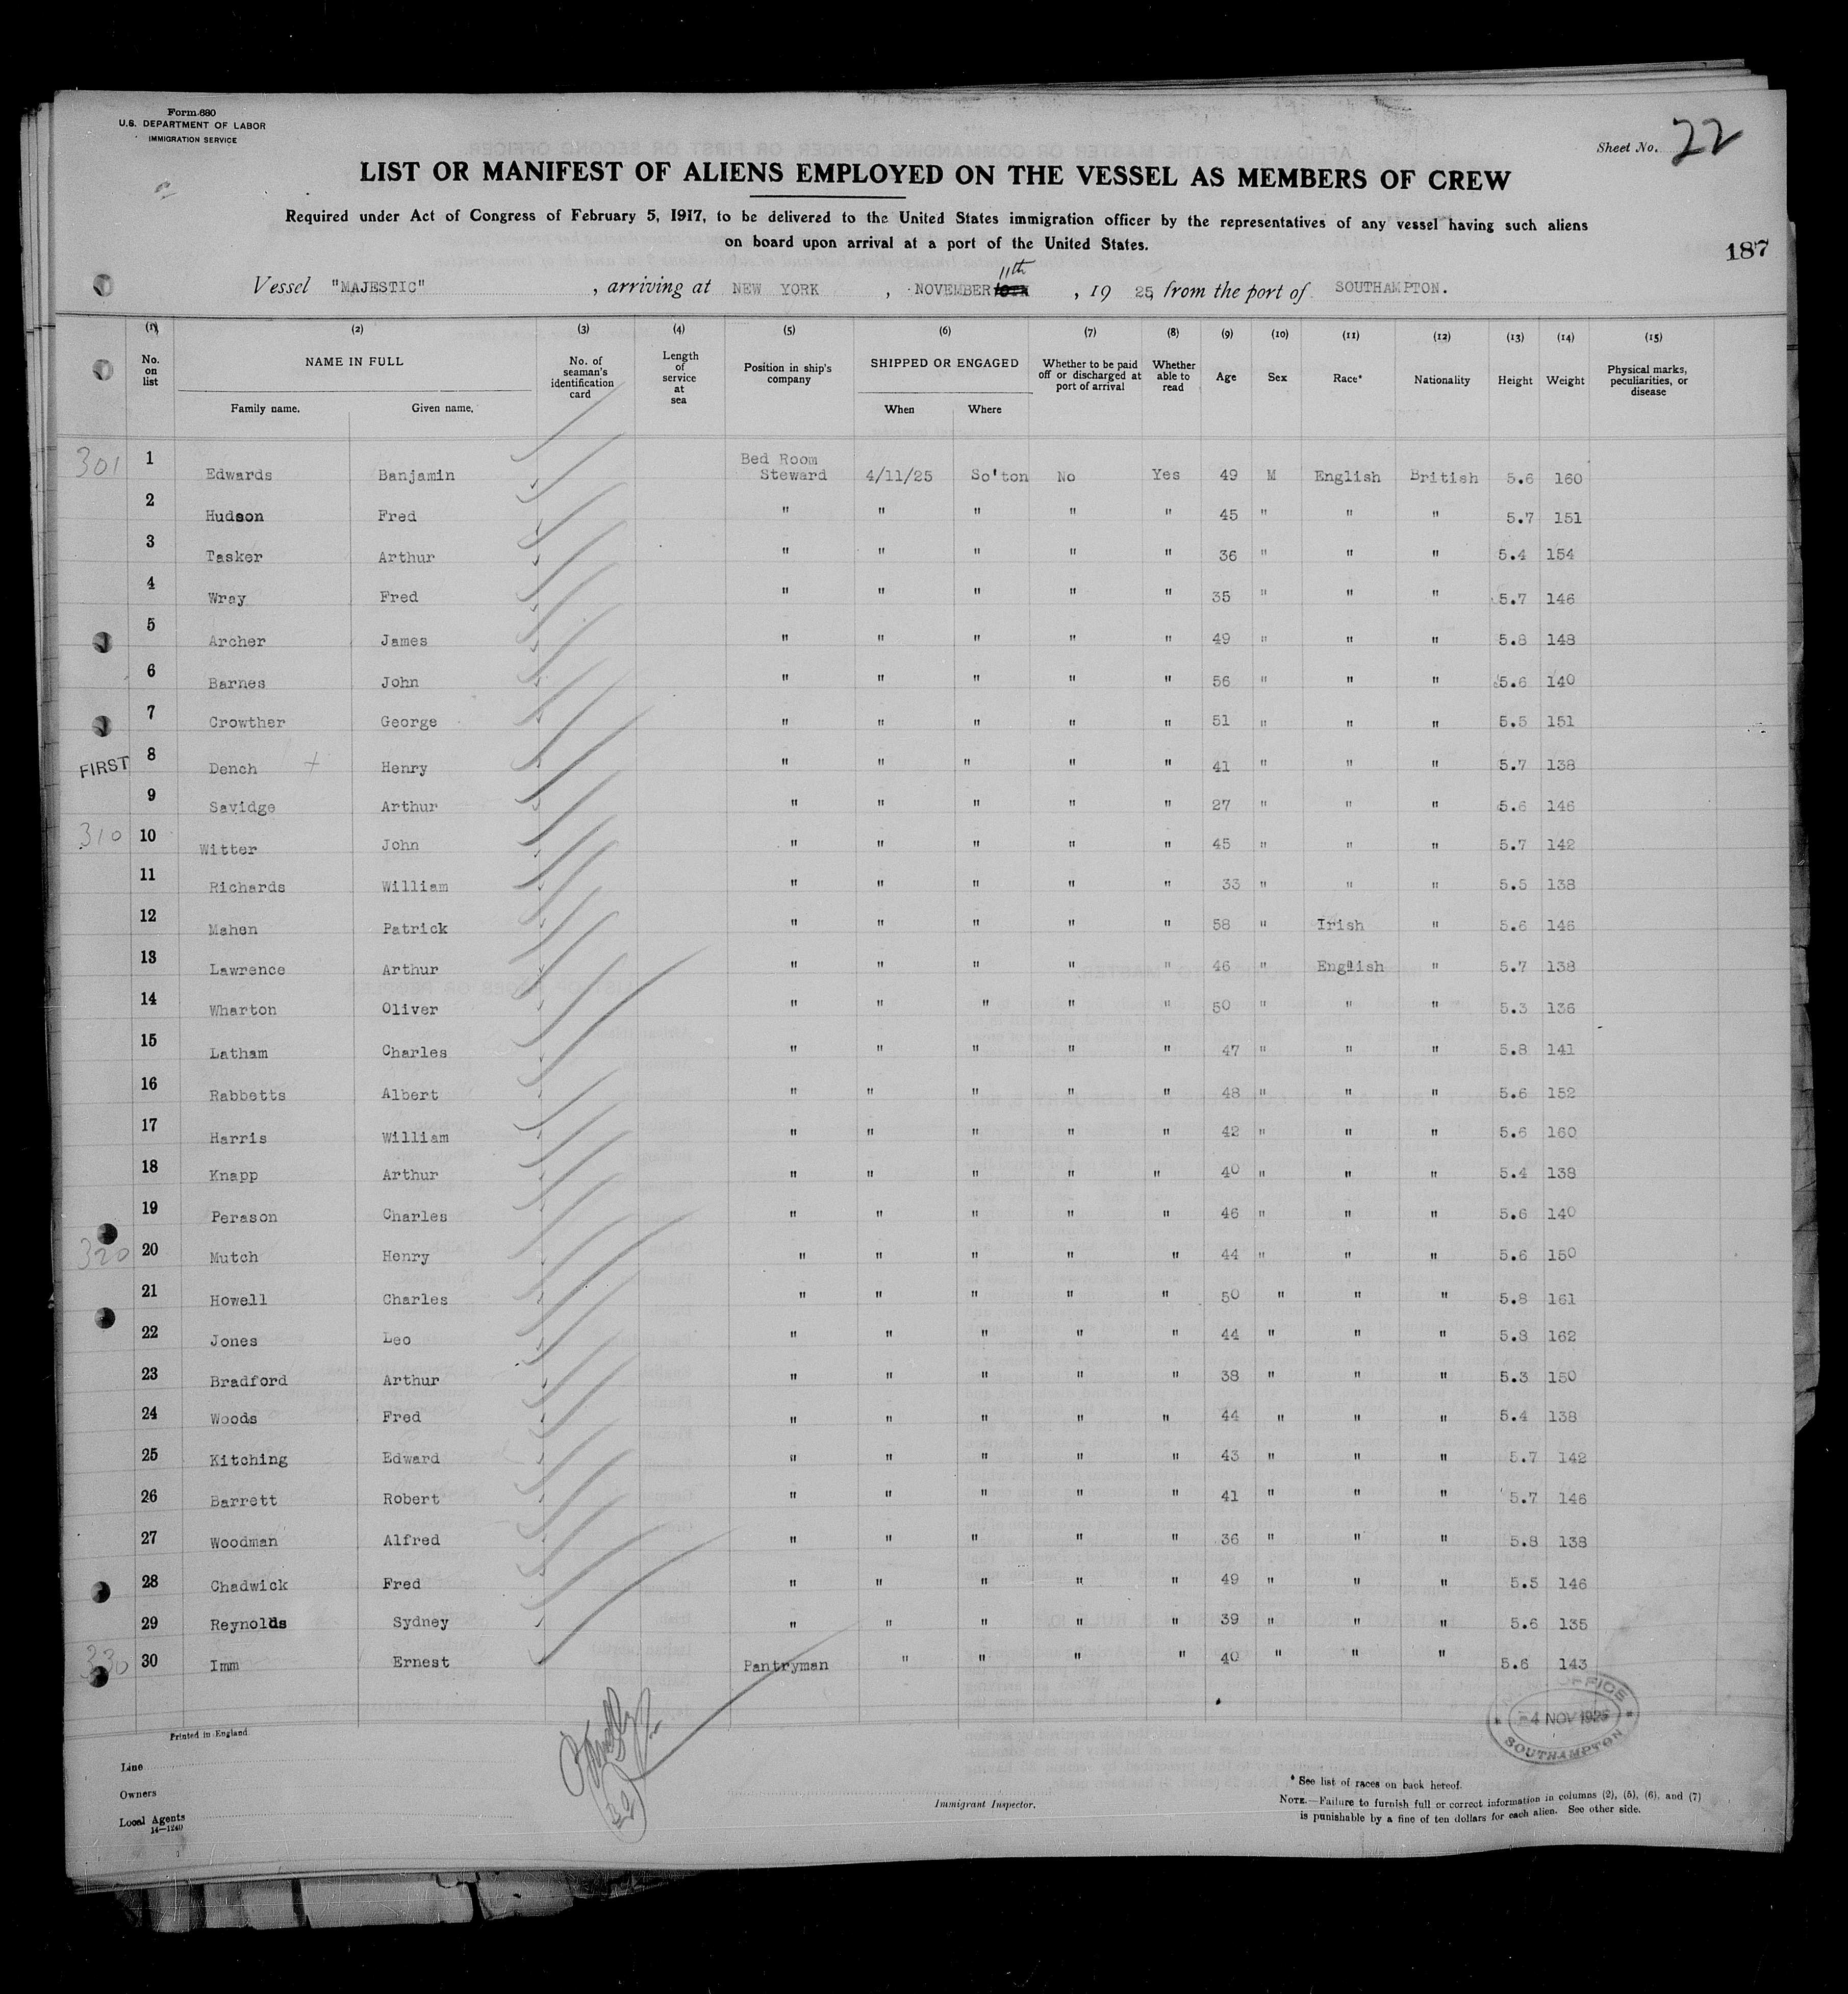 Form 680
U.S. DEPARTMENT OF LABOR
IMMIGRATION SERVICE
Sheet No. 22
LIST OR MANIFEST OF ALIENS EMPLOYED ON THE VESSEL AS MEMBERS OF CREW
Required under Act of Congress of February 5, 1917, to be delivered to the United States immigration officer by the representatives of any vessel having such aliens
on board upon arrival at a port of the United States.
187
11th
Vessel "MAJESTIC" , arriving at NEW YORK , NOVEMBER 10th , 19 25, from the port of SOUTHAMPTON.
(1) (2) (3) (4) (5) (6) (7) (8) (9) (10) (11) (12) (13) (14) (15)
No. on list NAME IN FULL No. of seaman's identification card Length of service at sea Position in ship's company SHIPPED OR ENGAGED Whether to be paid off or discharged at port of arrival Whether able to read Age Sex Race* Nationality Height Weight Physical marks, peculiarities, or disease
Family name. Given name. When Where
301 1 Edwards Banjamin Bed Room Steward 4/11/25 So'ton No Yes 49 M English British 5.6 160
2 Hudson Fred " " " " " 45 " " " 5.7 151
3 Tasker Arthur " " " " " 36 " " " 5.4 154
4 Wray Fred " " " " " 35 " " " 5.7 146
5 Archer James " " " " " 49 " " " 5.8 148
6 Barnes John " " " " " 56 " " " 5.6 140
7 Crowther George " " " " " 51 " " " 5.5 151
FIRST 8 Dench + Henry " " " " " 41 " " " 5.7 138
9 Savidge Arthur " " " " " 27 " " " 5.6 146
310 10 Witter John " " " " " 45 " " " 5.7 142
11 Richards William " " " " " 33 " " " 5.5 138
12 Mahen Patrick " " " " " 58 " Irish " 5.6 146
13 Lawrence Arthur " " " " " 46 " English " 5.7 138
14 Wharton Oliver " " " " " 50 " " " 5.3 136
15 Latham Charles " " " " " 47 " " " 5.8 141
16 Rabbetts Albert " " " " " 48 " " " 5.6 152
17 Harris William " " " " " 42 " " " 5.6 160
18 Knapp Arthur " " " " " 40 " " " 5.4 138
19 Perason Charles " " " " " 46 " " " 5.6 140
320 20 Mutch Henry " " " " " 44 " " " 5.6 150
21 Howell Charles " " " " " 50 " " " 5.8 161
22 Jones Leo " " " " " 44 " " " 5.8 162
23 Bradford Arthur " " " " " 38 " " " 5.3 150
24 Woods Fred " " " " " 44 " " " 5.4 138
25 Kitching Edward " " " " " 43 " " " 5.7 142
26 Barrett Robert " " " " " 41 " " " 5.7 146
27 Woodman Alfred " " " " " 36 " " " 5.8 138
28 Chadwick Fred " " " " " 49 " " " 5.5 146
29 Reynolds Sydney " " " " " 39 " " " 5.6 135
330 30 Imm Ernest Pantryman " " " " 40 " " " 5.6 143
OFFICE
4 NOV 1925
SOUTHAMPTON
Printed in England
Line
Owners
Local Agents
14—1240
30
Immigrant Inspector.
* See list of races on back hereof.
NOTE.—Failure to furnish full or correct information in columns (2), (5), (6), and (7)
is punishable by a fine of ten dollars for each alien. See other side.